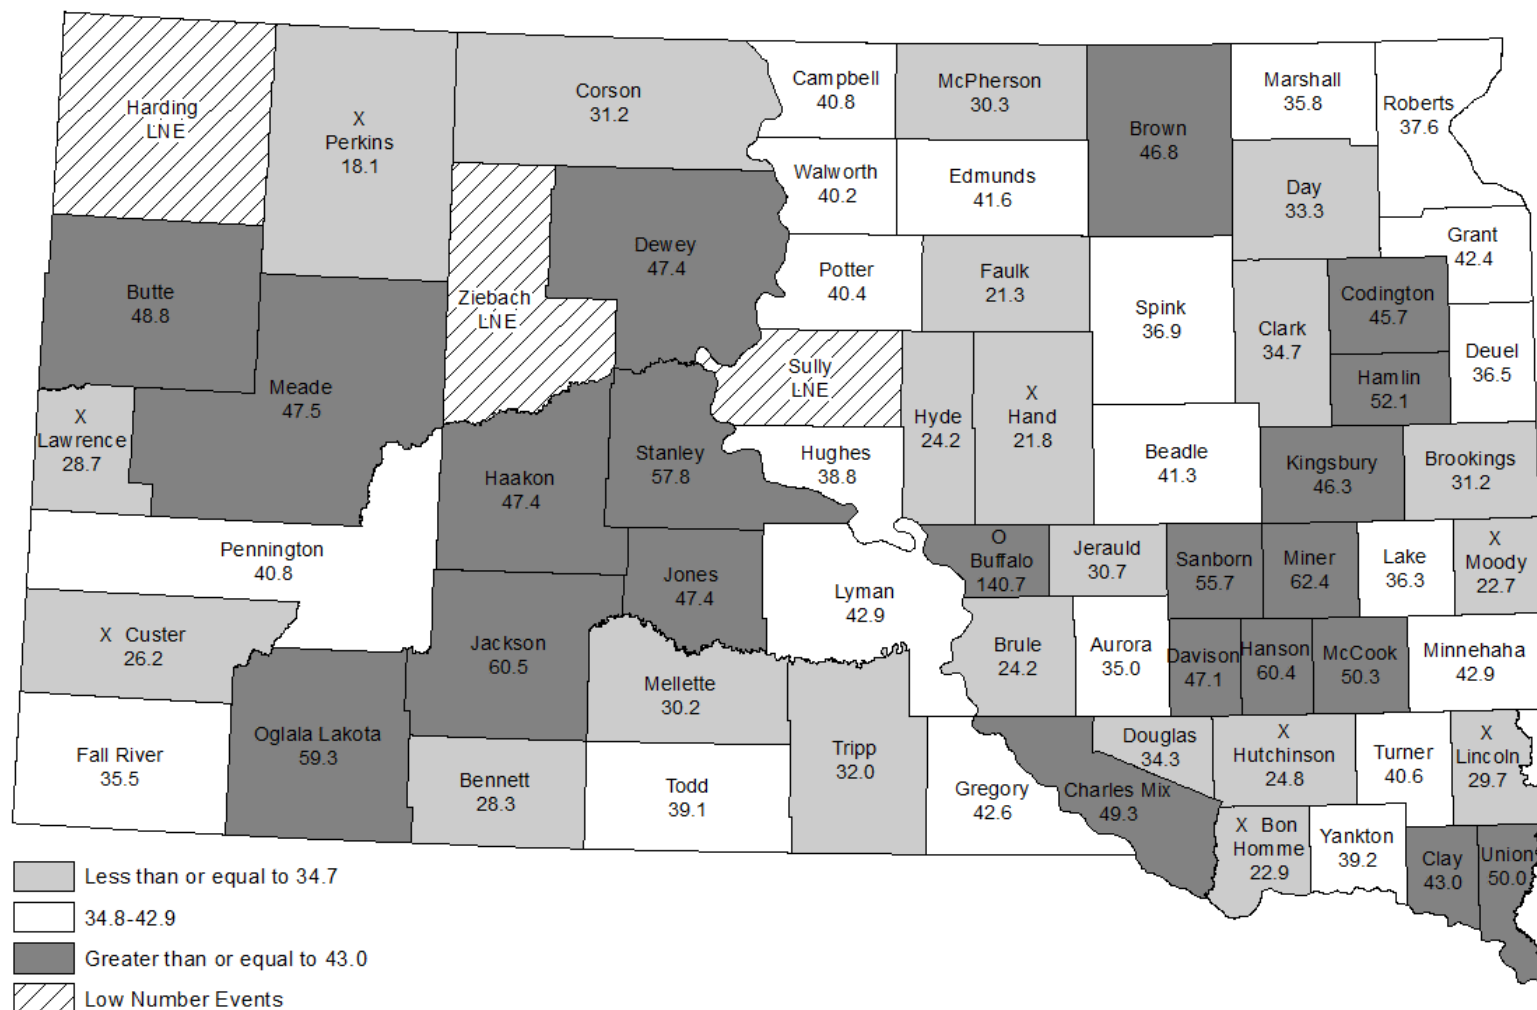 Harding
LNE
X
Perkins
18.1
Corson
31.2
Campbell
40.8
McPherson
30.3
Brown
46.8
Marshall
35.8
Roberts
37.6
Walworth
40.2
Edmunds
41.6
Day
33.3
Dewey
47.4
Grant
42.4
Butte
48.8
Ziebach
LNE
Potter
40.4
Faulk
21.3
Spink
36.9
Codington
45.7
Clark
34.7
Deuel
36.5
Meade
47.5
Sully
LNE
Hamlin
52.1
X
Lawrence
28.7
Hyde
24.2
X
Hand
21.8
Haakon
47.4
Stanley
57.8
Hughes
38.8
Beadle
41.3
Kingsbury
46.3
Brookings
31.2
Pennington
40.8
Jones
47.4
Lyman
42.9
O
Buffalo
140.7
Jerauld
30.7
Sanborn
55.7
Miner
62.4
Lake
36.3
X
Moody
22.7
X Custer
26.2
Jackson
60.5
Mellette
30.2
Brule
24.2
Aurora
35.0
Davison
47.1
Hanson
60.4
McCook
50.3
Minnehaha
42.9
Fall River
35.5
Oglala Lakota
59.3
Bennett
28.3
Todd
39.1
Tripp
32.0
Gregory
42.6
Charles Mix
49.3
Douglas
34.3
X
Hutchinson
24.8
Turner
40.6
X
Lincoln
29.7
X Bon
Homme
22.9
Yankton
39.2
Clay
43.0
Union
50.0
Less than or equal to 34.7
34.8-42.9
Greater than or equal to 43.0
Low Number Events